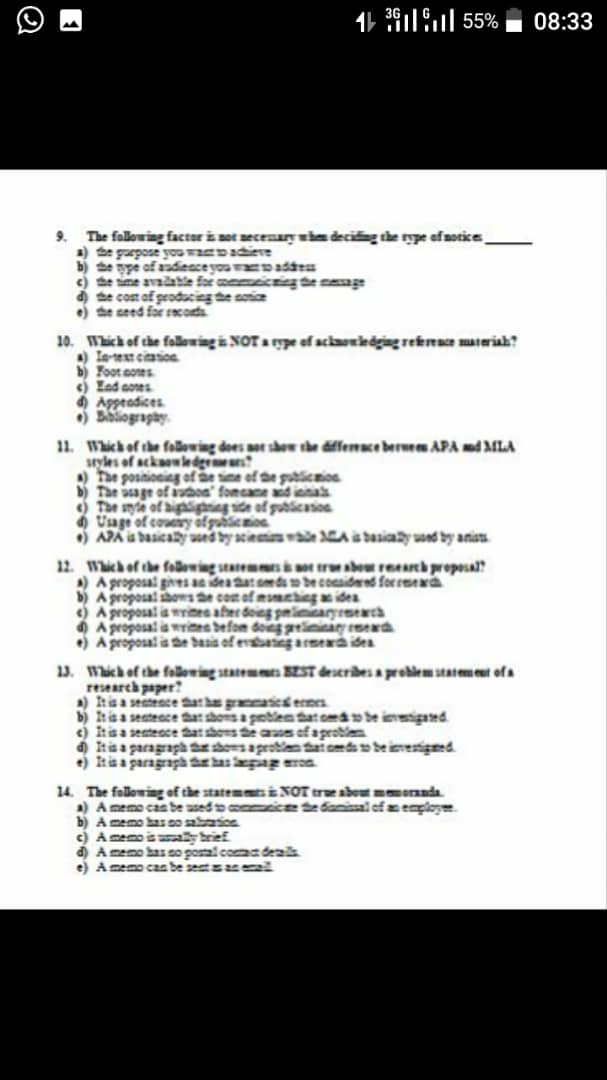 3G
G
55%
08:33
9. The following factor is not necessary when deciding the type of notices ______
a) the purpose you want to achieve
b) the type of audience you want to address
c) the time available for communicating the message
d) the cost of producing the notice
e) the need for records.
10. Which of the following is NOT a type of acknowledging reference materials?
a) In-text citation.
b) Foot notes.
c) End notes.
d) Appendices.
e) Bibliography.
11. Which of the following does not show the difference between APA and MLA
styles of acknowledgements?
a) The positioning of the time of the publication.
b) The usage of authors' forename and initials.
c) The style of highlighting title of publication.
d) Usage of country of publication.
e) APA is basically used by scientists while MLA is basically used by artists.
12. Which of the following statements is not true about research proposal?
a) A proposal gives an idea that needs to be considered for research.
b) A proposal shows the cost of researching an idea.
c) A proposal is written after doing preliminary research
d) A proposal is written before doing preliminary research.
e) A proposal is the basis of evaluating a research idea.
13. Which of the following statements BEST describes a problem statement of a
research paper?
a) It is a sentence that has grammatical errors.
b) It is a sentence that shows a problem that needs to be investigated.
c) It is a sentence that shows the causes of a problem.
d) It is a paragraph that shows a problem that needs to be investigated.
e) It is a paragraph that has language errors.
14. The following of the statements is NOT true about memoranda.
a) A memo can be used to communicate the dismissal of an employee.
b) A memo has no salutation.
c) A memo is usually brief.
d) A memo has no postal contact details.
e) A memo can be sent as an email.